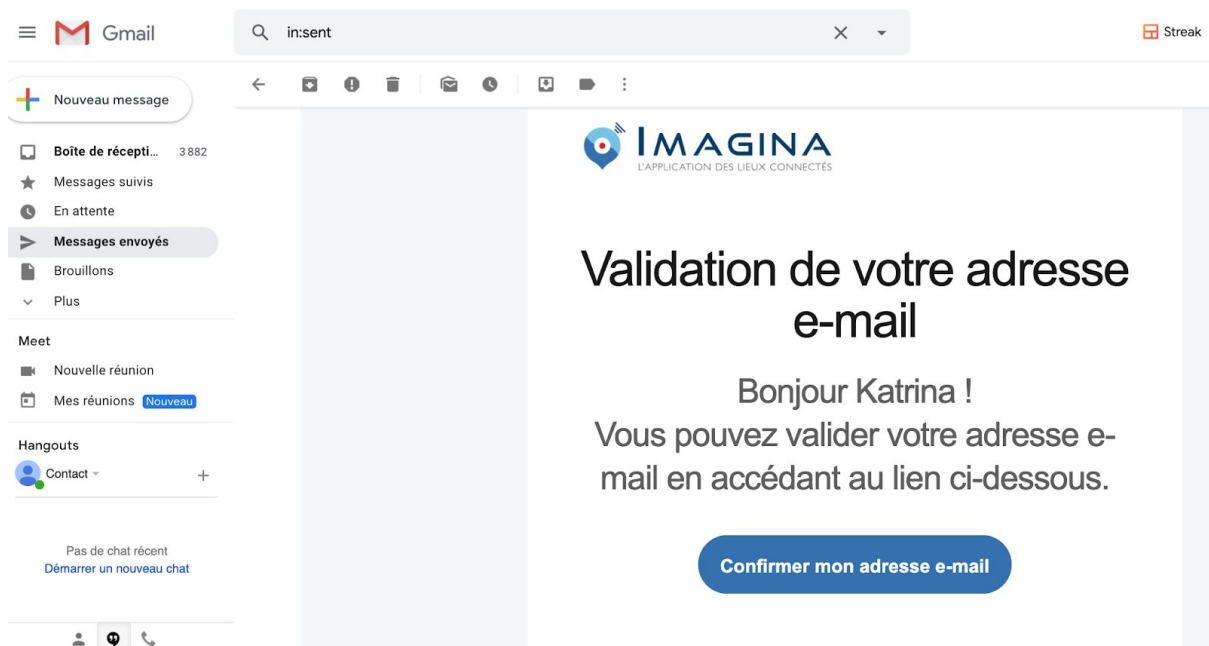 Gmail
in:sent
Streak
Nouveau message
Boîte de récepti... 3 882
Messages suivis
En attente
Messages envoyés
Brouillons
Plus
Meet
Nouvelle réunion
Mes réunions Nouveau
Hangouts
Contact
Pas de chat récent
Démarrer un nouveau chat
IMAGINA
L'APPLICATION DES LIEUX CONNECTÉS
Validation de votre adresse
e-mail
Bonjour Katrina !
Vous pouvez valider votre adresse e-
mail en accédant au lien ci-dessous.
Confirmer mon adresse e-mail